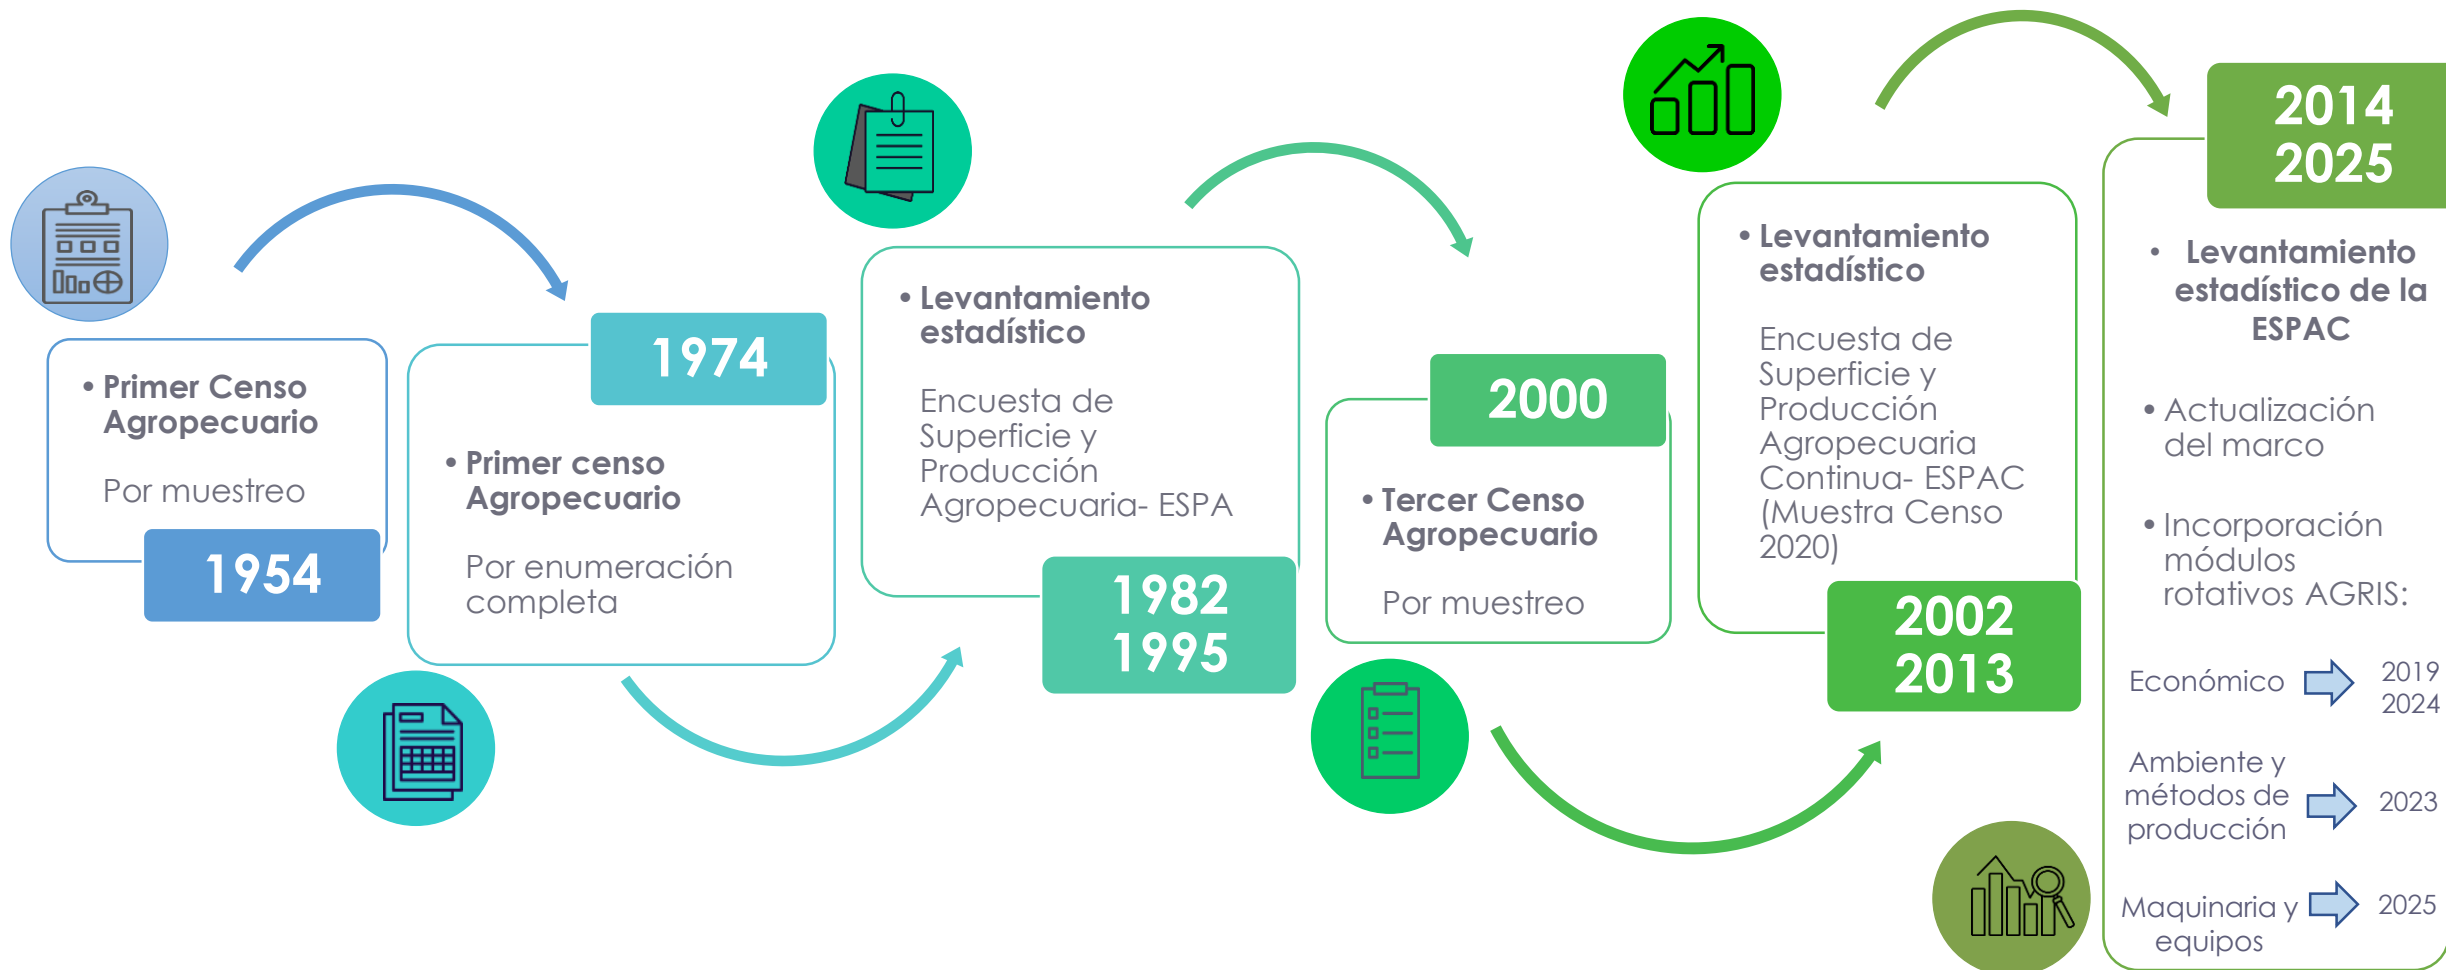 • Primer Censo
Agropecuario
Por muestreo
1954
1974
• Primer censo
Agropecuario
Por enumeración
completa
• Levantamiento
estadístico
Encuesta de
Superficie y
Producción
Agropecuaria- ESPA
1982
1995
2000
• Tercer Censo
Agropecuario
Por muestreo
• Levantamiento
estadístico
Encuesta de
Superficie y
Producción
Agropecuaria
Continua- ESPAC
(Muestra Censo
2020)
2002
2013
2014
2025
• Levantamiento
estadístico de la
ESPAC
• Actualización
del marco
• Incorporación
módulos
rotativos AGRIS:
Económico
2019
2024
Ambiente y
métodos de
producción
2023
Maquinaria y
equipos
2025